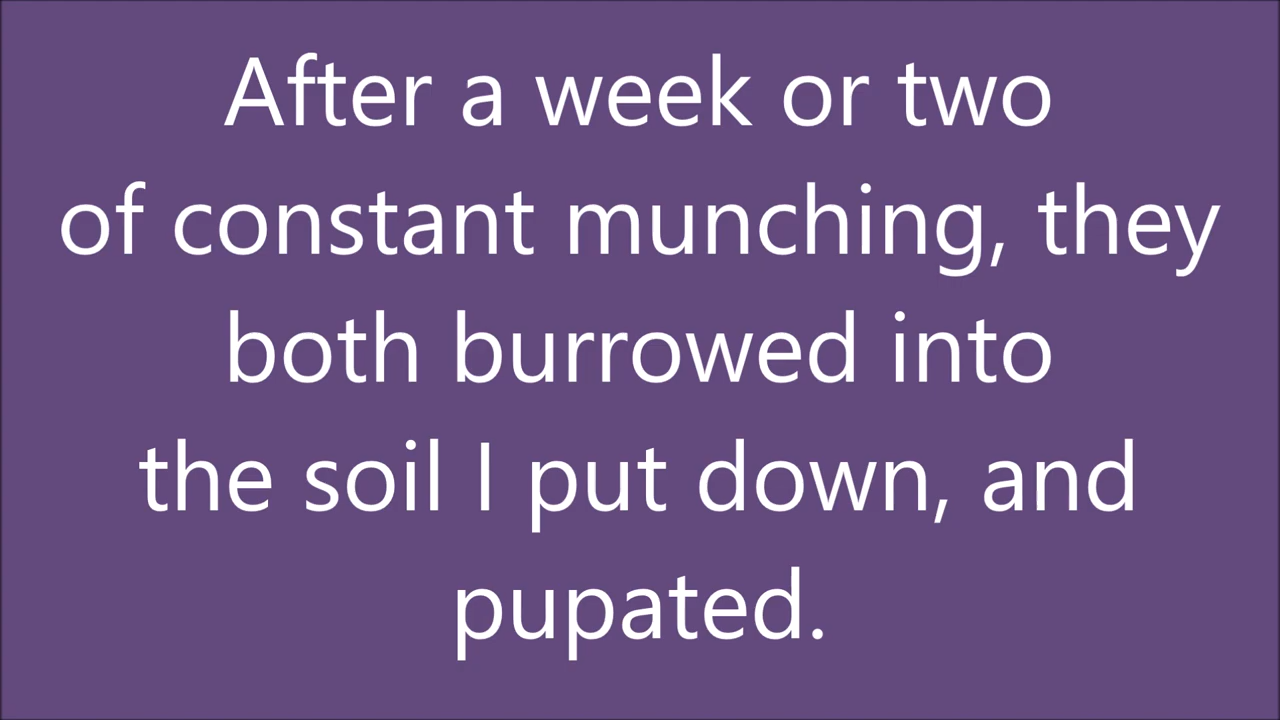 After a week or two
of constant munching, they
both burrowed into
the soil I put down, and
pupated.